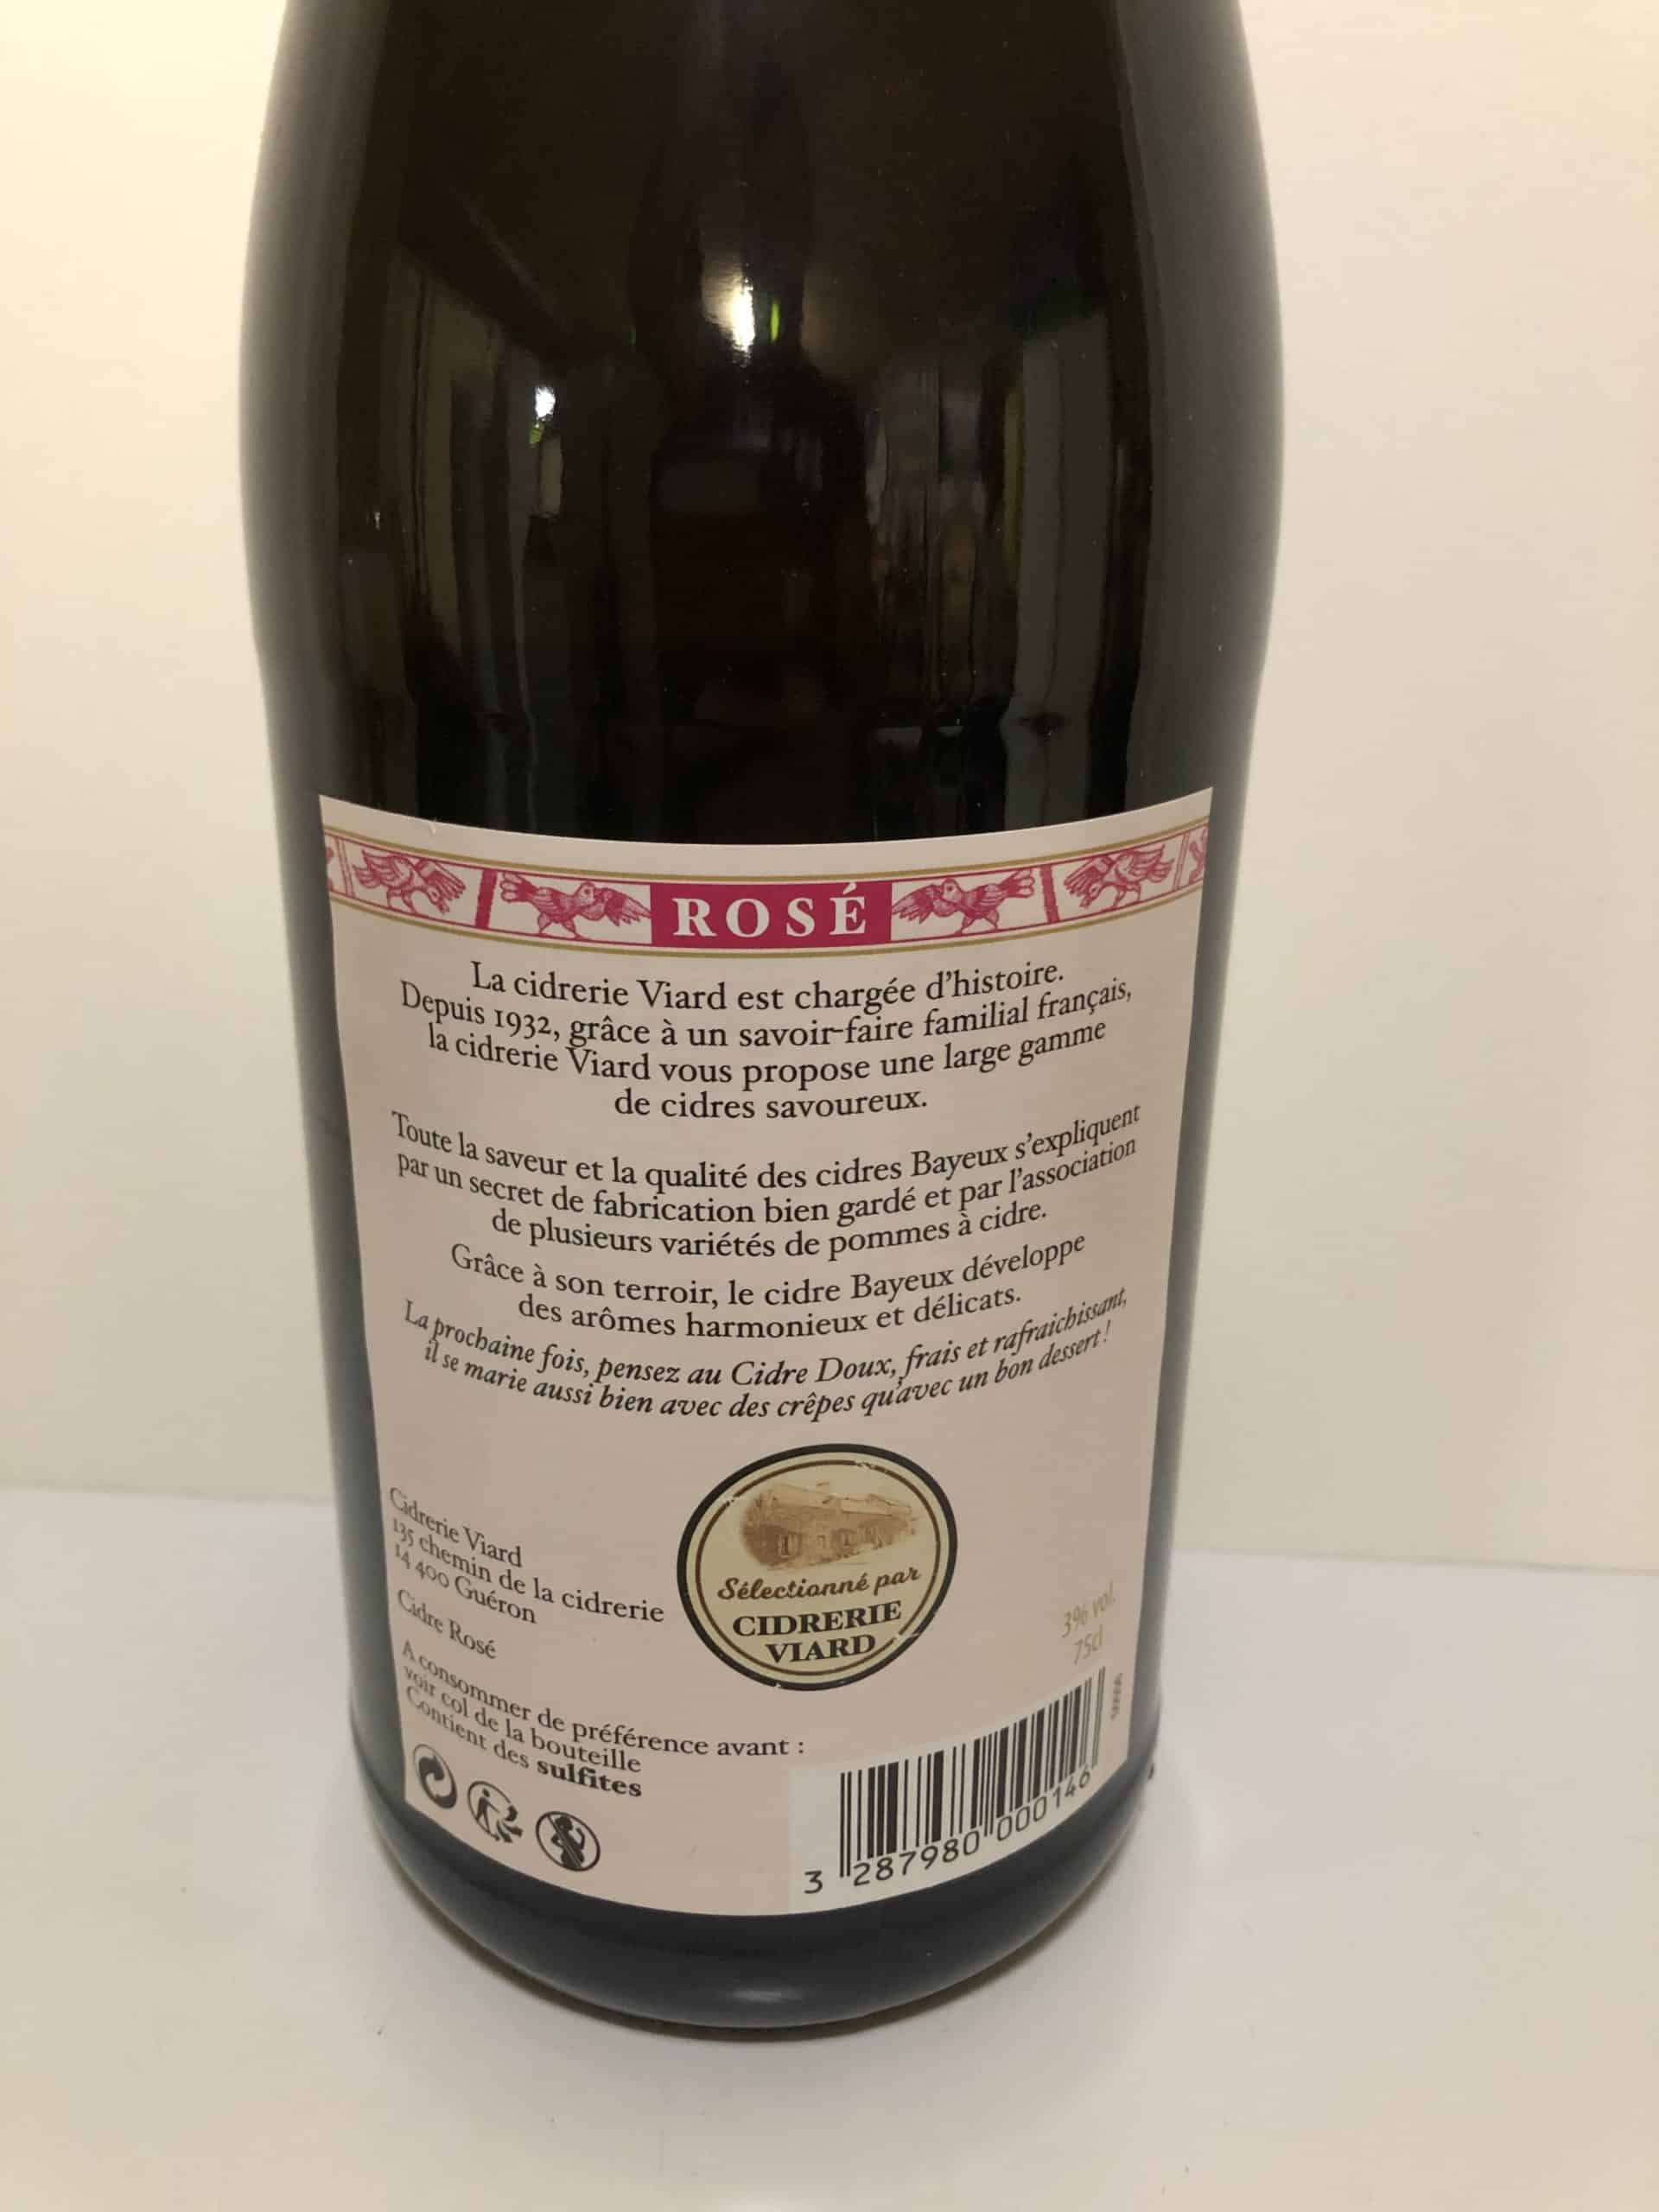 ROSÉ
La cidrerie Viard est chargée d'histoire.
Depuis 1932, grâce à un savoir-faire familial français,
la cidrerie Viard vous propose une large gamme
de cidres savoureux.
Toute la saveur et la qualité des cidres Bayeux s'expliquent
par un secret de fabrication bien gardé et par l'association
de plusieurs variétés de pommes à cidre.
Grâce à son terroir, le cidre Bayeux développe
des arômes harmonieux et délicats.
La prochaine fois, pensez au Cidre Doux, frais et rafraichissant,
il se marie aussi bien avec des crêpes qu'avec un bon dessert !
Cidrerie Viard
135 chemin de la cidrerie
14 400 Guéron
Cidre Rosé
A consommer de préférence avant :
voir col de la bouteille
Contient des sulfites
Sélectionné par
CIDRERIE
VIARD
3% vol.
75cl
3 287980 000146